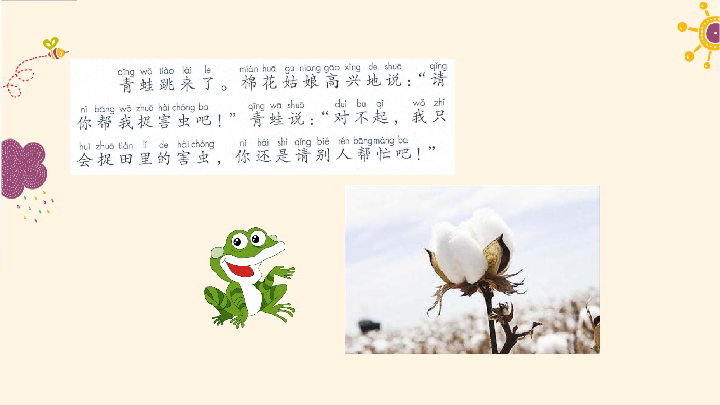 qīng wā tiào lái le mián huā gū niang gāo xìng de shuō qǐng
青蛙跳来了。棉花姑娘高兴地说：“请
nǐ bāng wǒ zhuō hài chóng ba qīng wā shuō duì bu qǐ wǒ zhǐ
你帮我捉害虫吧！”青蛙说：“对不起，我只
huì zhuō tián lǐ de hài chóng nǐ hái shì qǐng bié rén bāng máng ba
会捉田里的害虫，你还是请别人帮忙吧！”